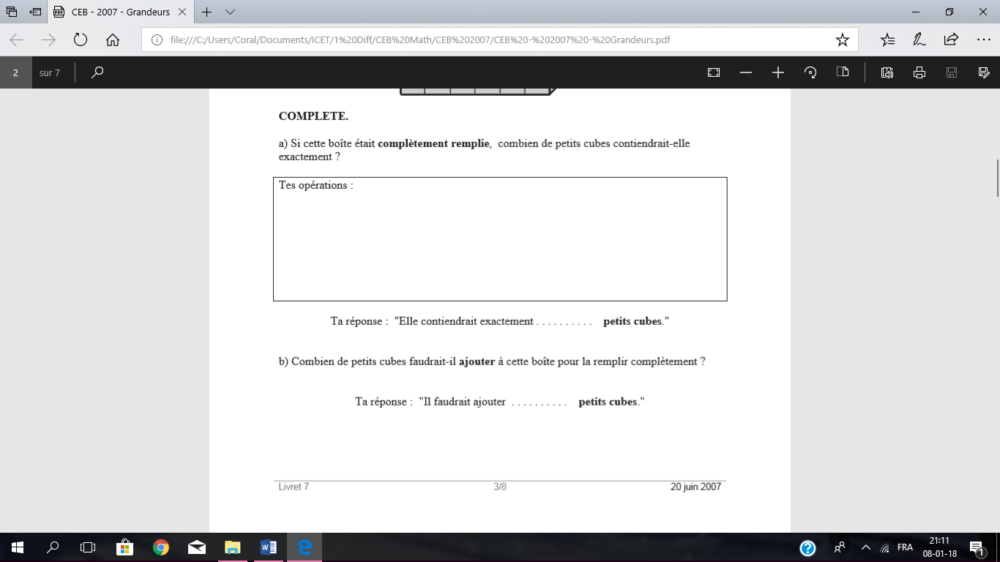 CEB - 2007 - Grandeurs
file:///C:/Users/Coral/Documents/ICET/1%20Diff/CEB%20Math/CEB%202007/CEB%20-%202007%20-%20Grandeurs.pdf
2 sur 7
COMPLETE.
a) Si cette boîte était complètement remplie, combien de petits cubes contiendrait-elle
exactement ?
Tes opérations :
Ta réponse : "Elle contiendrait exactement . . . . . . . . . . petits cubes."
b) Combien de petits cubes faudrait-il ajouter à cette boîte pour la remplir complètement ?
Ta réponse : "Il faudrait ajouter . . . . . . . . . . petits cubes."
Livret 7 3/8 20 juin 2007
FRA
21:11
08-01-18
1